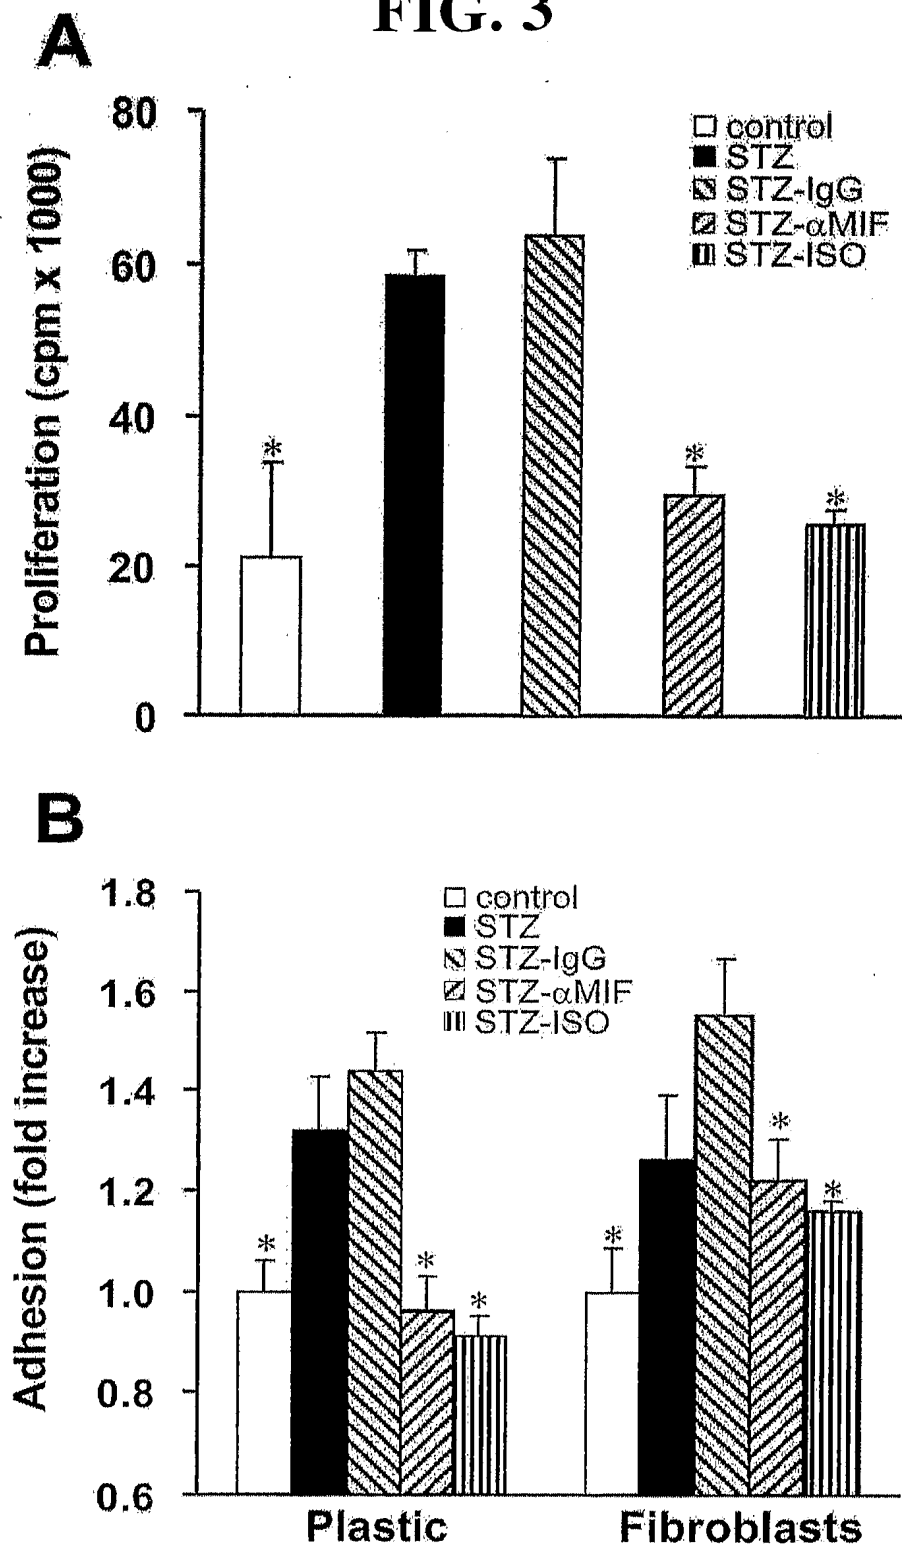 FIG. 3
A
Proliferation (cpm x 1000)
80
60
40
20
0
control
STZ
STZ-IgG
STZ-αMIF
STZ-ISO
*
*
*
B
Adhesion (fold increase)
1.8
1.6
1.4
1.2
1.0
0.8
0.6
control
STZ
STZ-IgG
STZ-αMIF
STZ-ISO
*
*
*
*
*
*
Plastic
Fibroblasts